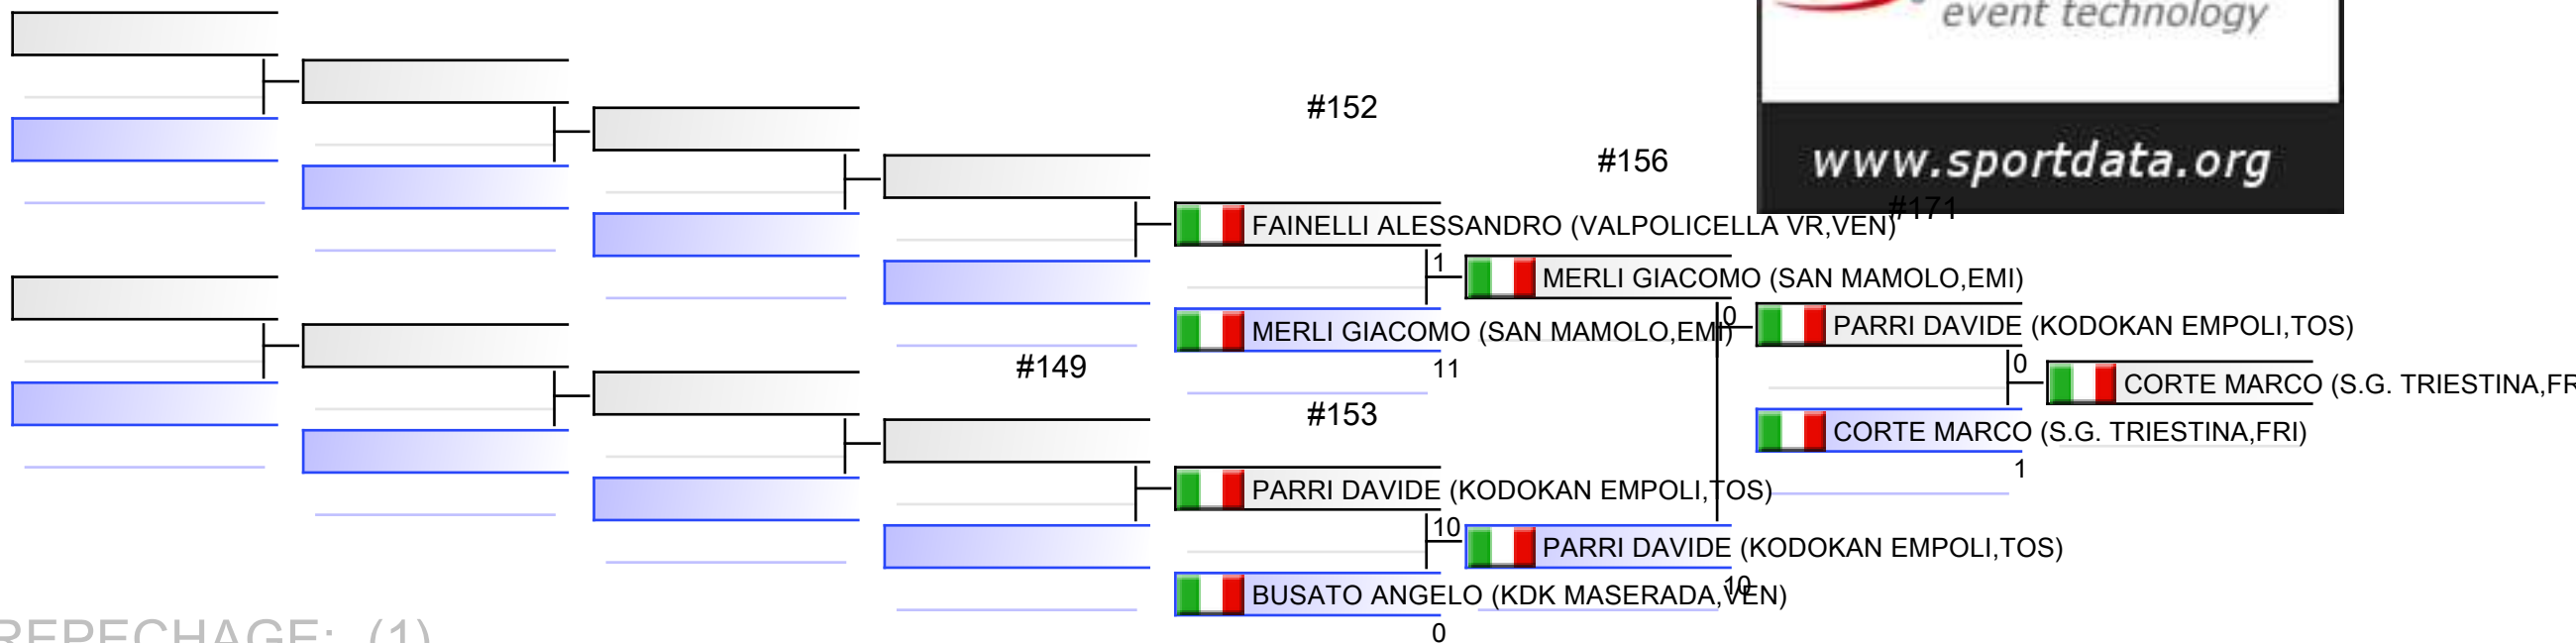 event technology
#152
#156
www.sportdata.org
#171
FAINELLI ALESSANDRO (VALPOLICELLA VR,VEN)
1
MERLI GIACOMO (SAN MAMOLO,EMI)
MERLI GIACOMO (SAN MAMOLO,EMI)
0
PARRI DAVIDE (KODOKAN EMPOLI,TOS)
#149
11
0
CORTE MARCO (S.G. TRIESTINA,FR
#153
CORTE MARCO (S.G. TRIESTINA,FRI)
1
PARRI DAVIDE (KODOKAN EMPOLI,TOS)
10
PARRI DAVIDE (KODOKAN EMPOLI,TOS)
10
BUSATO ANGELO (KDK MASERADA,VEN)
0
REPECHAGE: (1)